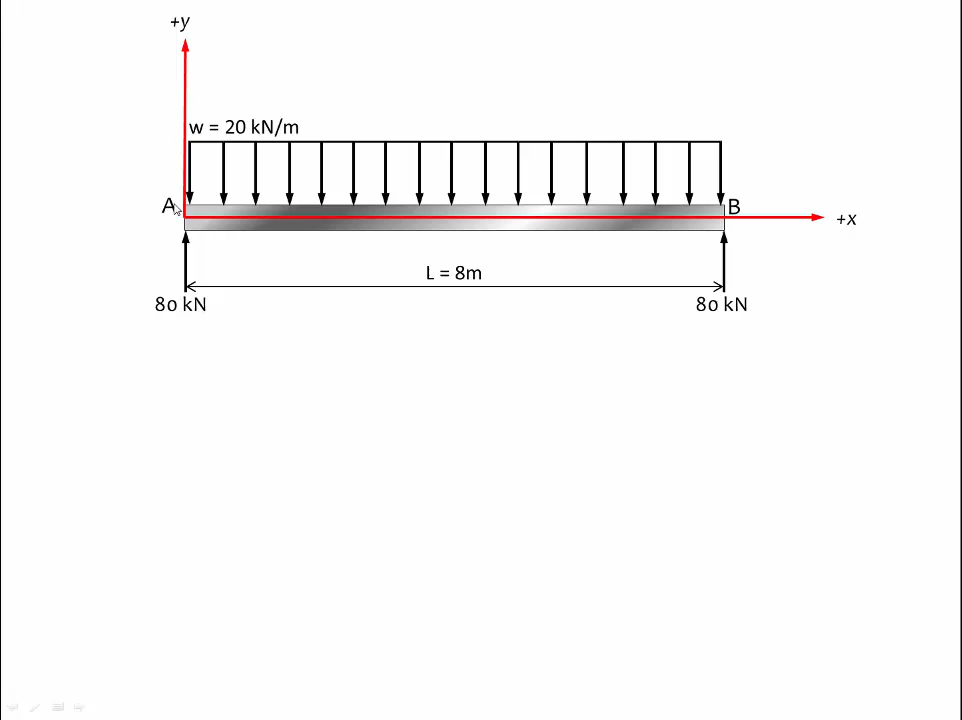 +y
w = 20 kN/m
A
B
+x
L = 8m
80 kN
80 kN